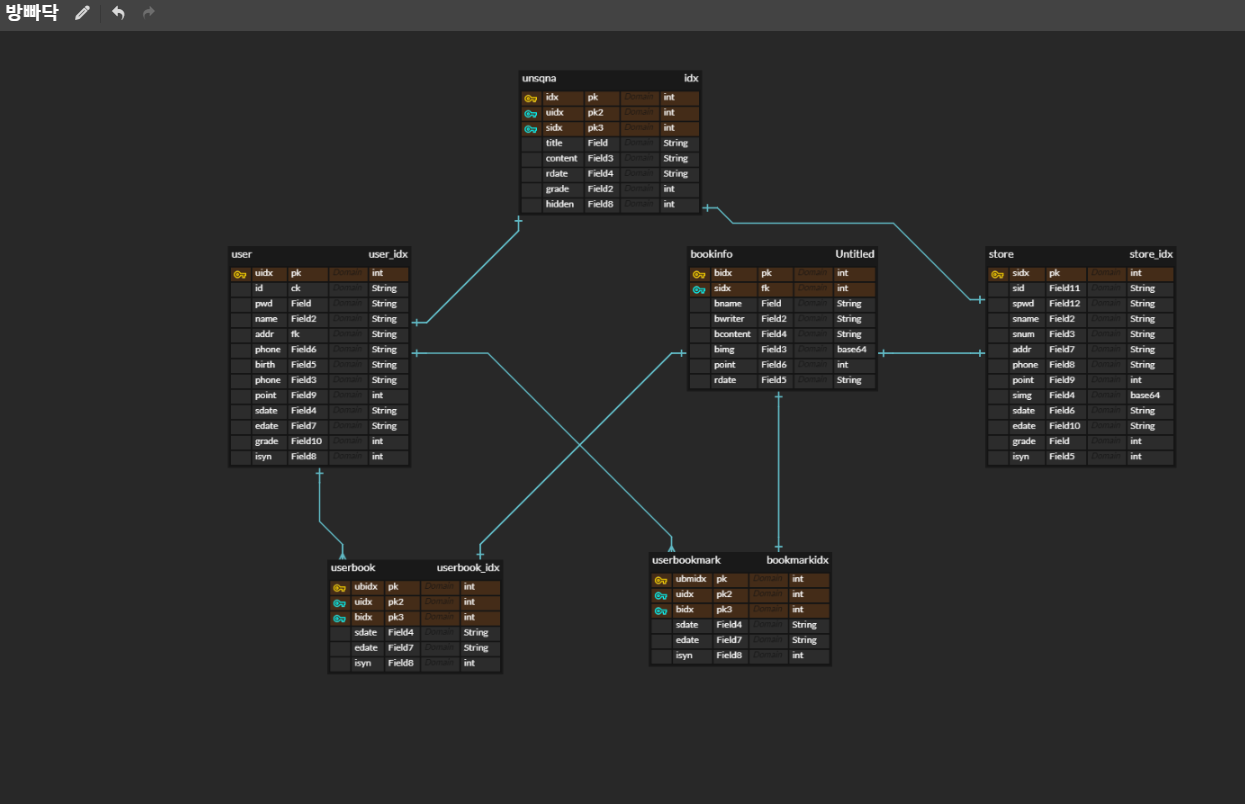 방빠닥
unsqna idx
idx pk Domain int
uidx pk2 Domain int
sidx pk3 Domain int
title Field Domain String
content Field3 Domain String
rdate Field4 Domain String
grade Field2 Domain int
hidden Field8 Domain int
user user_idx
uidx pk Domain int
id ck Domain String
pwd Field Domain String
name Field2 Domain String
addr fk Domain String
phone Field6 Domain String
birth Field5 Domain String
phone Field3 Domain String
point Field9 Domain int
sdate Field4 Domain String
edate Field7 Domain String
grade Field10 Domain int
isyn Field8 Domain int
bookinfo Untitled
bidx pk Domain int
sidx fk Domain int
bname Field Domain String
bwriter Field2 Domain String
bcontent Field4 Domain String
bimg Field3 Domain base64
point Field6 Domain int
rdate Field5 Domain String
store store_idx
sidx pk Domain int
sid Field11 Domain String
spwd Field12 Domain String
sname Field2 Domain String
snum Field3 Domain String
addr Field7 Domain String
phone Field8 Domain String
point Field9 Domain int
simg Field4 Domain base64
sdate Field6 Domain String
edate Field10 Domain String
grade Field Domain int
isyn Field5 Domain int
userbook userbook_idx
ubidx pk Domain int
uidx pk2 Domain int
bidx pk3 Domain int
sdate Field4 Domain String
edate Field7 Domain String
isyn Field8 Domain int
userbookmark bookmarkidx
ubmidx pk Domain int
uidx pk2 Domain int
bidx pk3 Domain int
sdate Field4 Domain String
edate Field7 Domain String
isyn Field8 Domain int